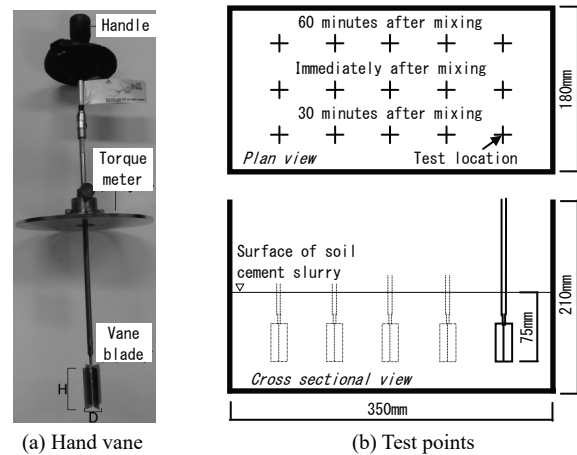 Handle
Torque
meter
Vane
blade
H
D
(a) Hand vane
60 minutes after mixing
Immediately after mixing
30 minutes after mixing
Plan view
Test location
180mm
Surface of soil
cement slurry
75mm
210mm
Cross sectional view
350mm
(b) Test points